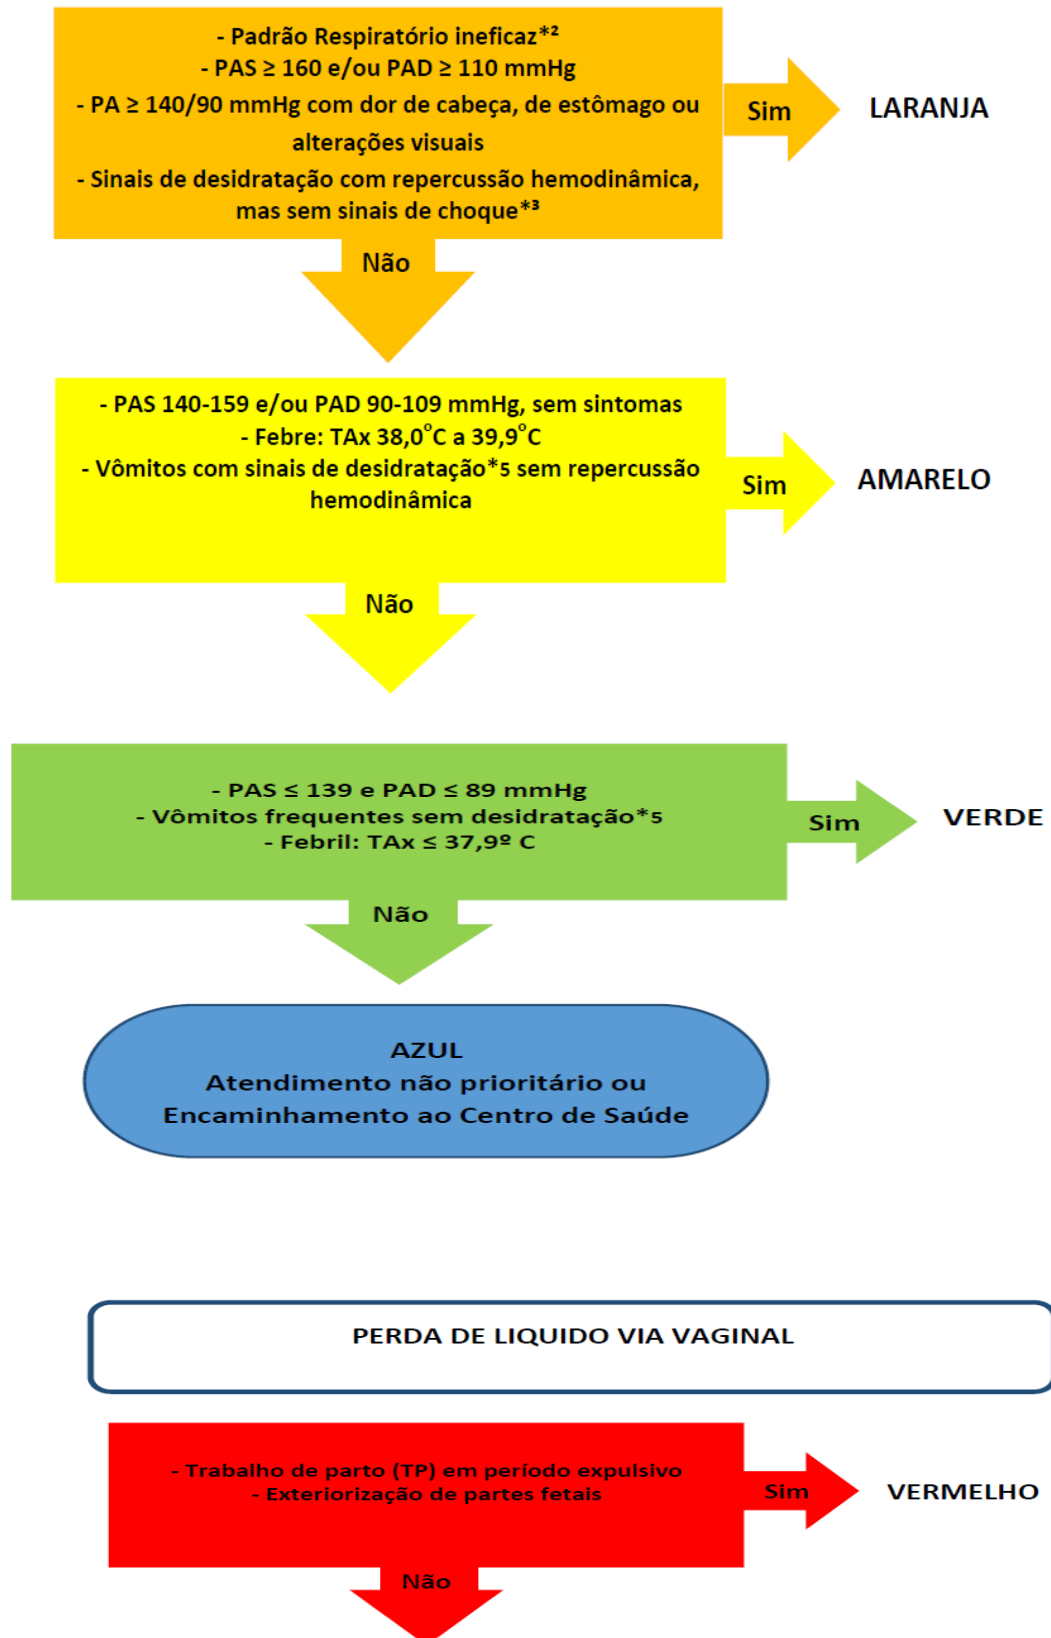 - Padrão Respiratório ineficaz*²
- PAS ≥ 160 e/ou PAD ≥ 110 mmHg
- PA ≥ 140/90 mmHg com dor de cabeça, de estômago ou
alterações visuais
- Sinais de desidratação com repercussão hemodinâmica,
mas sem sinais de choque*³
Sim
LARANJA
Não
- PAS 140-159 e/ou PAD 90-109 mmHg, sem sintomas
- Febre: TAx 38,0°C a 39,9°C
- Vômitos com sinais de desidratação*5 sem repercussão
hemodinâmica
Sim
AMARELO
Não
- PAS ≤ 139 e PAD ≤ 89 mmHg
- Vômitos frequentes sem desidratação*5
- Febril: TAx ≤ 37,9º C
Sim
VERDE
Não
AZUL
Atendimento não prioritário ou
Encaminhamento ao Centro de Saúde
PERDA DE LIQUIDO VIA VAGINAL
- Trabalho de parto (TP) em período expulsivo
- Exteriorização de partes fetais
Sim
VERMELHO
Não